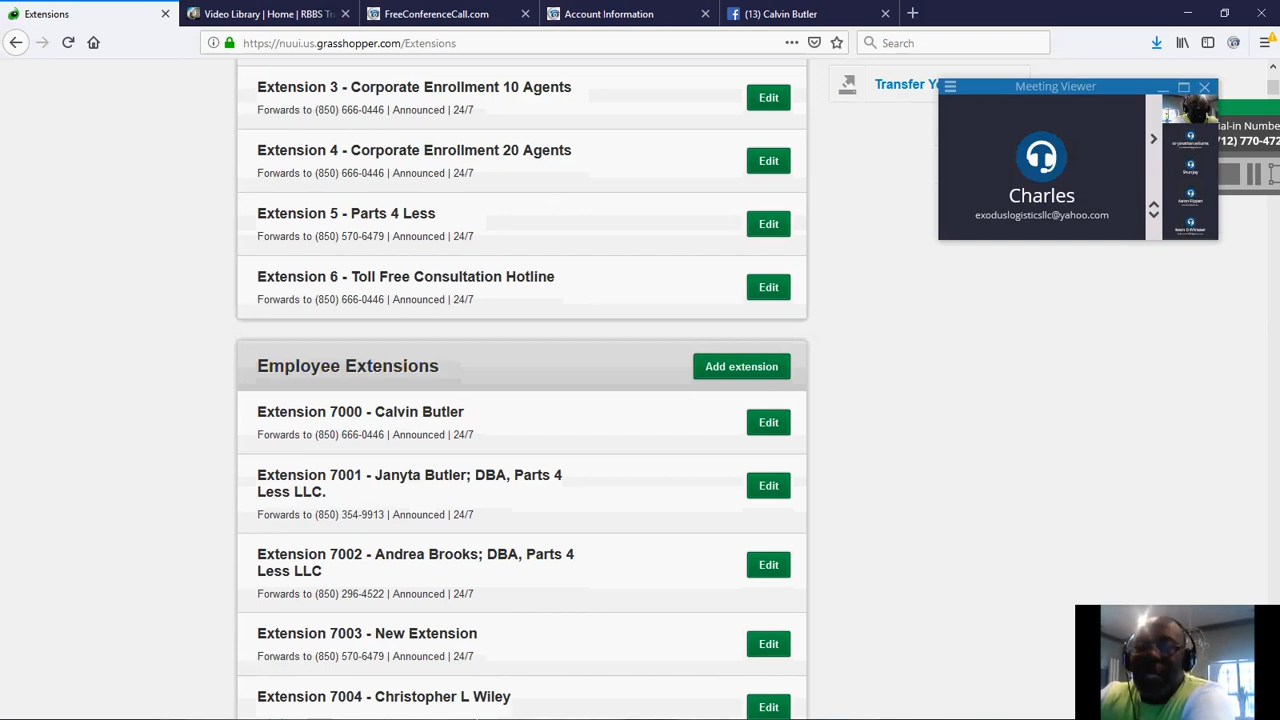 Extensions
Video Library | Home | RBBS Tr
FreeConferenceCall.com
Account Information
(13) Calvin Butler
https://nuui.us.grasshopper.com/Extensions
Search
Extension 3 - Corporate Enrollment 10 Agents
Forwards to (850) 666-0446 | Announced | 24/7
Edit
Extension 4 - Corporate Enrollment 20 Agents
Forwards to (850) 666-0446 | Announced | 24/7
Edit
Extension 5 - Parts 4 Less
Forwards to (850) 570-6479 | Announced | 24/7
Edit
Extension 6 - Toll Free Consultation Hotline
Forwards to (850) 666-0446 | Announced | 24/7
Edit
Employee Extensions
Add extension
Extension 7000 - Calvin Butler
Forwards to (850) 666-0446 | Announced | 24/7
Edit
Extension 7001 - Janyta Butler; DBA, Parts 4
Less LLC.
Forwards to (850) 354-9913 | Announced | 24/7
Edit
Extension 7002 - Andrea Brooks; DBA, Parts 4
Less LLC
Forwards to (850) 296-4522 | Announced | 24/7
Edit
Extension 7003 - New Extension
Forwards to (850) 570-6479 | Announced | 24/7
Edit
Extension 7004 - Christopher L Wiley
Edit
Transfer Y
Meeting Viewer
Charles
exoduslogisticsllc@yahoo.com
ial-in Numbe
712) 770-472